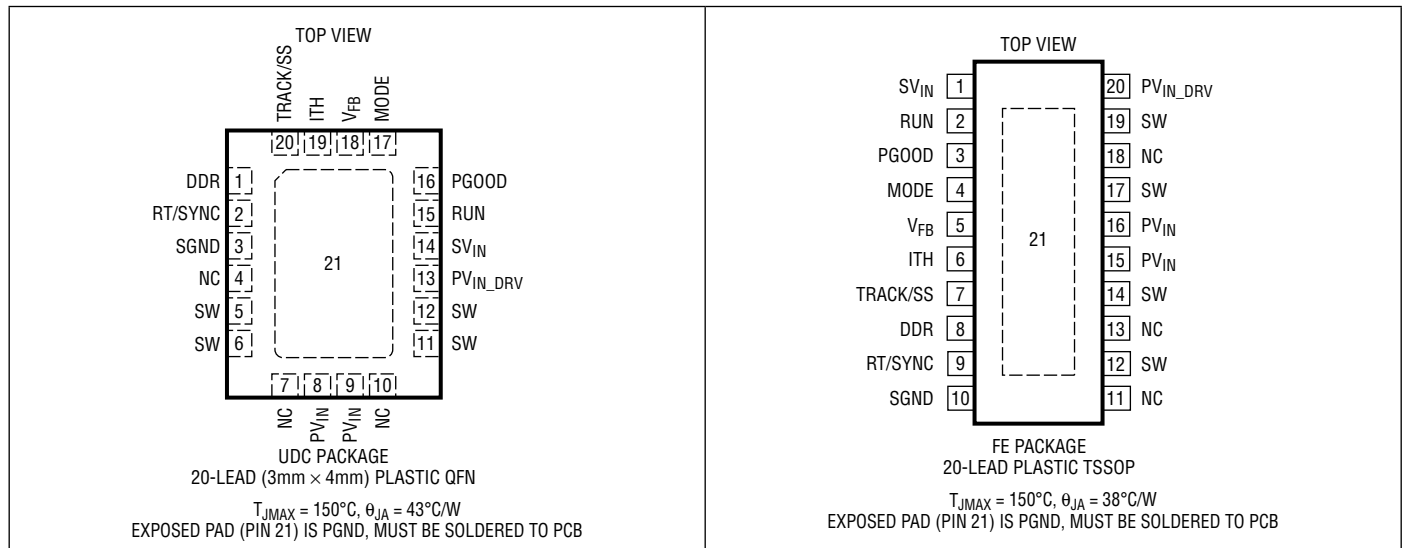 TOP VIEW
TRACK/SS
ITH
VFB
MODE
20 19 18 17
DDR 1
RT/SYNC 2
SGND 3
NC 4
SW 5
SW 6
16 PGOOD
15 RUN
14 SVIN
13 PVIN_DRV
12 SW
11 SW
21
7 8 9 10
NC
PVIN
PVIN
NC
UDC PACKAGE
20-LEAD (3mm × 4mm) PLASTIC QFN
TJMAX = 150°C, θJA = 43°C/W
EXPOSED PAD (PIN 21) IS PGND, MUST BE SOLDERED TO PCB
TOP VIEW
SVIN 1
RUN 2
PGOOD 3
MODE 4
VFB 5
ITH 6
TRACK/SS 7
DDR 8
RT/SYNC 9
SGND 10
21
20 PVIN_DRV
19 SW
18 NC
17 SW
16 PVIN
15 PVIN
14 SW
13 NC
12 SW
11 NC
FE PACKAGE
20-LEAD PLASTIC TSSOP
TJMAX = 150°C, θJA = 38°C/W
EXPOSED PAD (PIN 21) IS PGND, MUST BE SOLDERED TO PCB